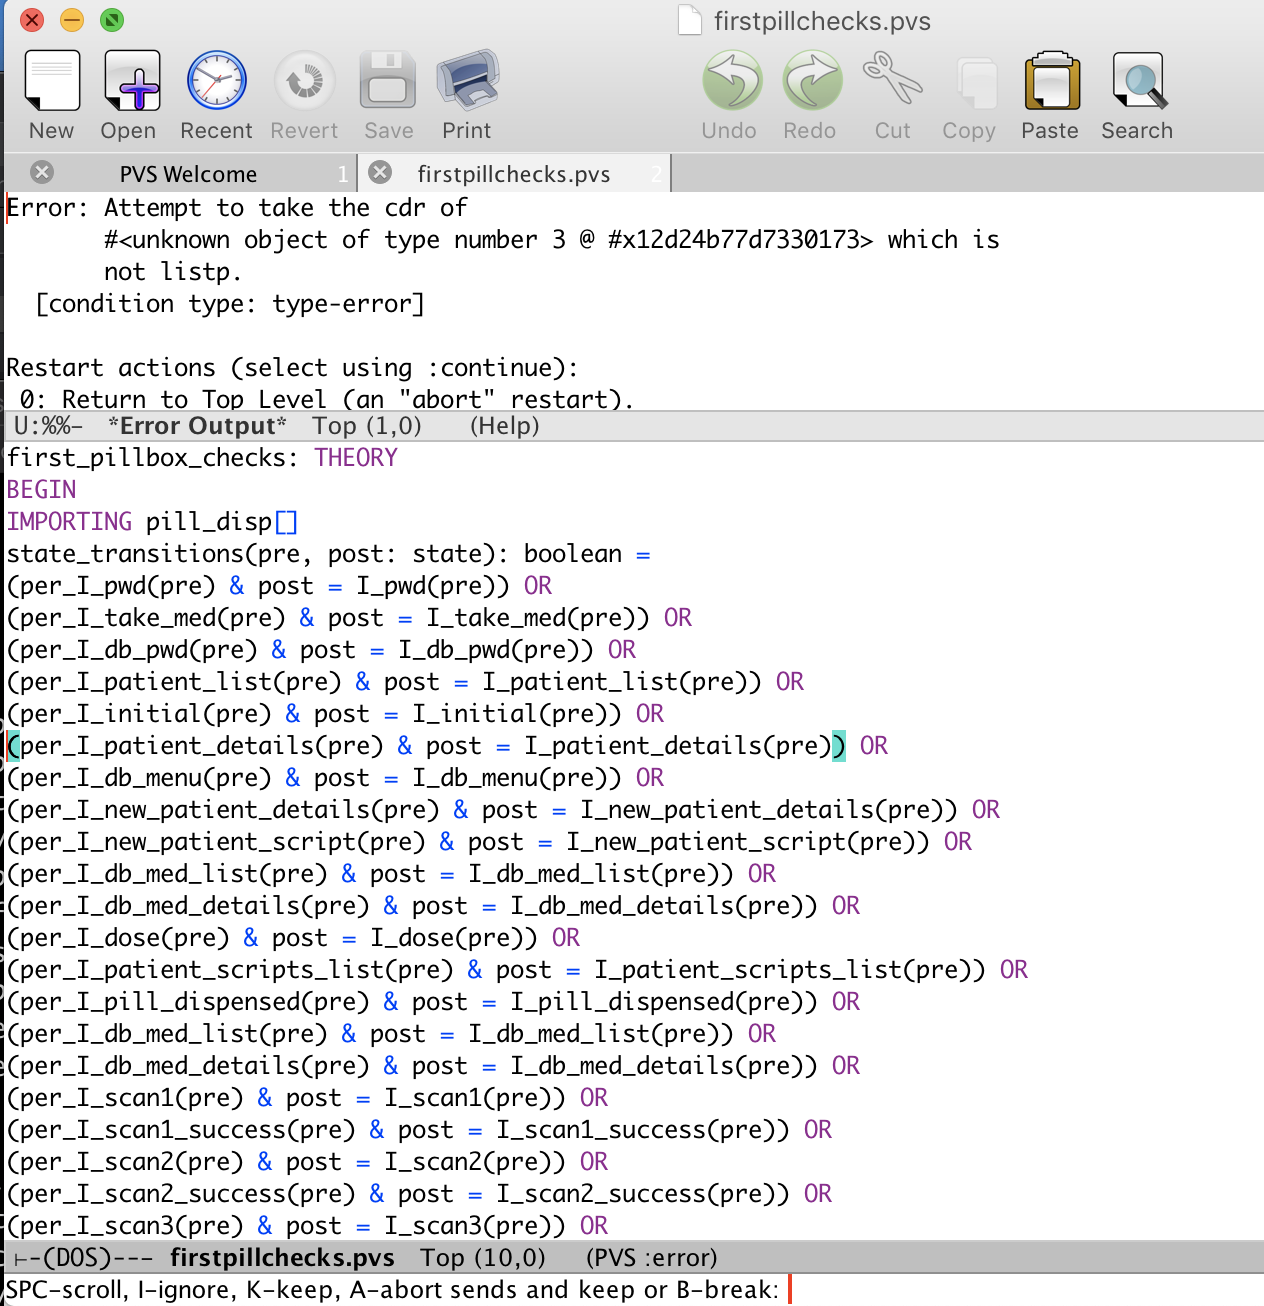 firstpillchecks.pvs
New Open Recent Revert Save Print Undo Redo Cut Copy Paste Search
PVS Welcome 1 firstpillchecks.pvs 2
Error: Attempt to take the cdr of
#<unknown object of type number 3 @ #x12d24b77d7330173> which is
not listp.
[condition type: type-error]
Restart actions (select using :continue):
0: Return to Top Level (an "abort" restart).
U:%%- *Error Output* Top (1,0) (Help)
first_pillbox_checks: THEORY
BEGIN
IMPORTING pill_disp[]
state_transitions(pre, post: state): boolean =
(per_I_pwd(pre) & post = I_pwd(pre)) OR
(per_I_take_med(pre) & post = I_take_med(pre)) OR
(per_I_db_pwd(pre) & post = I_db_pwd(pre)) OR
(per_I_patient_list(pre) & post = I_patient_list(pre)) OR
(per_I_initial(pre) & post = I_initial(pre)) OR
(per_I_patient_details(pre) & post = I_patient_details(pre)) OR
(per_I_db_menu(pre) & post = I_db_menu(pre)) OR
(per_I_new_patient_details(pre) & post = I_new_patient_details(pre)) OR
(per_I_new_patient_script(pre) & post = I_new_patient_script(pre)) OR
(per_I_db_med_list(pre) & post = I_db_med_list(pre)) OR
(per_I_db_med_details(pre) & post = I_db_med_details(pre)) OR
(per_I_dose(pre) & post = I_dose(pre)) OR
(per_I_patient_scripts_list(pre) & post = I_patient_scripts_list(pre)) OR
(per_I_pill_dispensed(pre) & post = I_pill_dispensed(pre)) OR
(per_I_db_med_list(pre) & post = I_db_med_list(pre)) OR
(per_I_db_med_details(pre) & post = I_db_med_details(pre)) OR
(per_I_scan1(pre) & post = I_scan1(pre)) OR
(per_I_scan1_success(pre) & post = I_scan1_success(pre)) OR
(per_I_scan2(pre) & post = I_scan2(pre)) OR
(per_I_scan2_success(pre) & post = I_scan2_success(pre)) OR
(per_I_scan3(pre) & post = I_scan3(pre)) OR
-(DOS)--- firstpillchecks.pvs Top (10,0) (PVS :error)
SPC-scroll, I-ignore, K-keep, A-abort sends and keep or B-break: